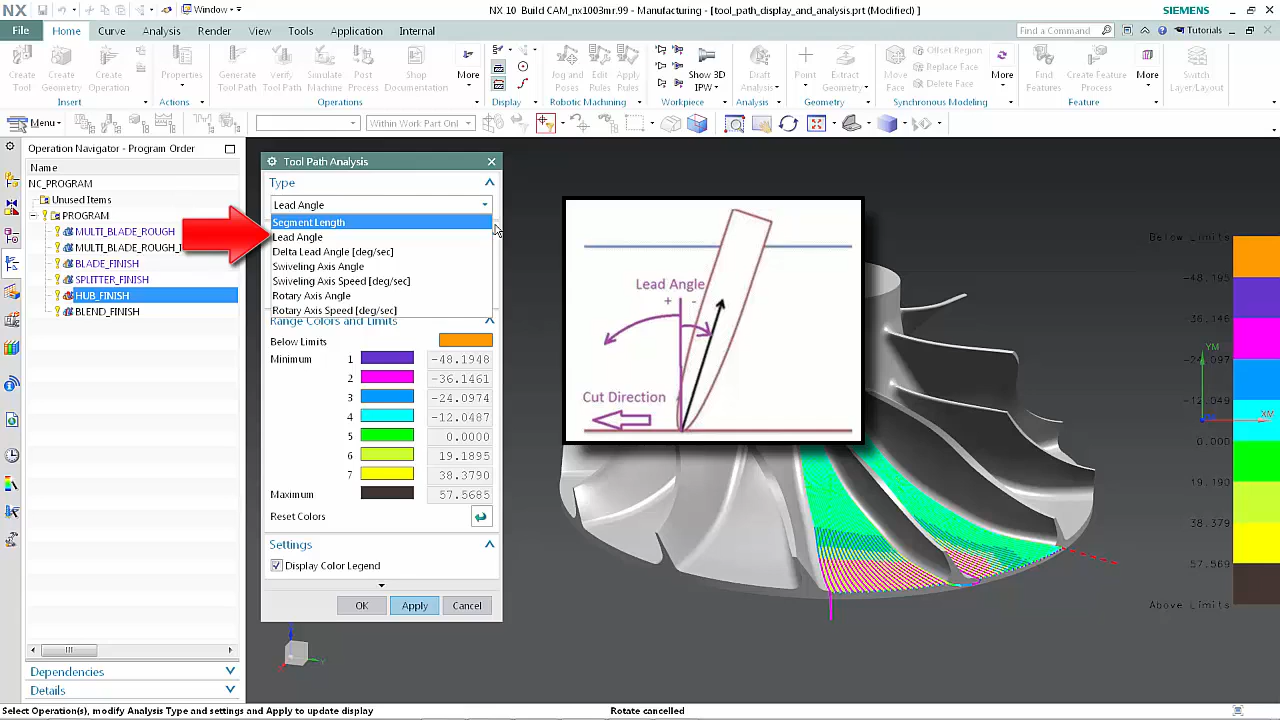 NX
Window
NX 10 Build CAM_nx1003mr.99 - Manufacturing - [tool_path_display_and_analysis.prt (Modified) ]
SIEMENS
File Home Curve Analysis Render View Tools Application Internal
Find a Command
Tutorials
Create Tool
Create Geometry
Create Operation
Properties
Generate Tool Path
Verify Tool Path
Simulate Machine
Post Process
Shop Documentation
More
Jog and Poses
Edit Rules
Apply Rules
Show 3D IPW
Draft Analysis
Point
Extract Geometry
Move Face
Offset Region
Replace Face
Delete Face
More
Find Features
Create Feature Process
More
Switch Layer/Layout
Insert Actions Operations Display Robotic Machining Workpiece Analysis Geometry Synchronous Modeling Feature
Menu
Within Work Part Onl
Operation Navigator - Program Order
Name
NC_PROGRAM
Unused Items
PROGRAM
MULTI_BLADE_ROUGH
MULTI_BLADE_ROUGH_I
BLADE_FINISH
SPLITTER_FINISH
HUB_FINISH
BLEND_FINISH
Dependencies
Details
Tool Path Analysis
Type
Lead Angle
Segment Length
Lead Angle
Delta Lead Angle [deg/sec]
Swiveling Axis Angle
Swiveling Axis Speed [deg/sec]
Rotary Axis Angle
Rotary Axis Speed [deg/sec]
Range Colors and Limits
Below Limits
Minimum 1 -48.1948
2 -36.1461
3 -24.0974
4 -12.0487
5 0.0000
6 19.1895
7 38.3790
Maximum 57.5685
Reset Colors
Settings
Display Color Legend
OK Apply Cancel
Lead Angle
+ -
Cut Direction
YM
XM
Below Limits
-48.195
-36.146
-24.097
-12.049
0.000
19.190
38.379
57.569
Above Limits
Y
Select Operation(s), modify Analysis Type and settings and Apply to update display
Rotate cancelled